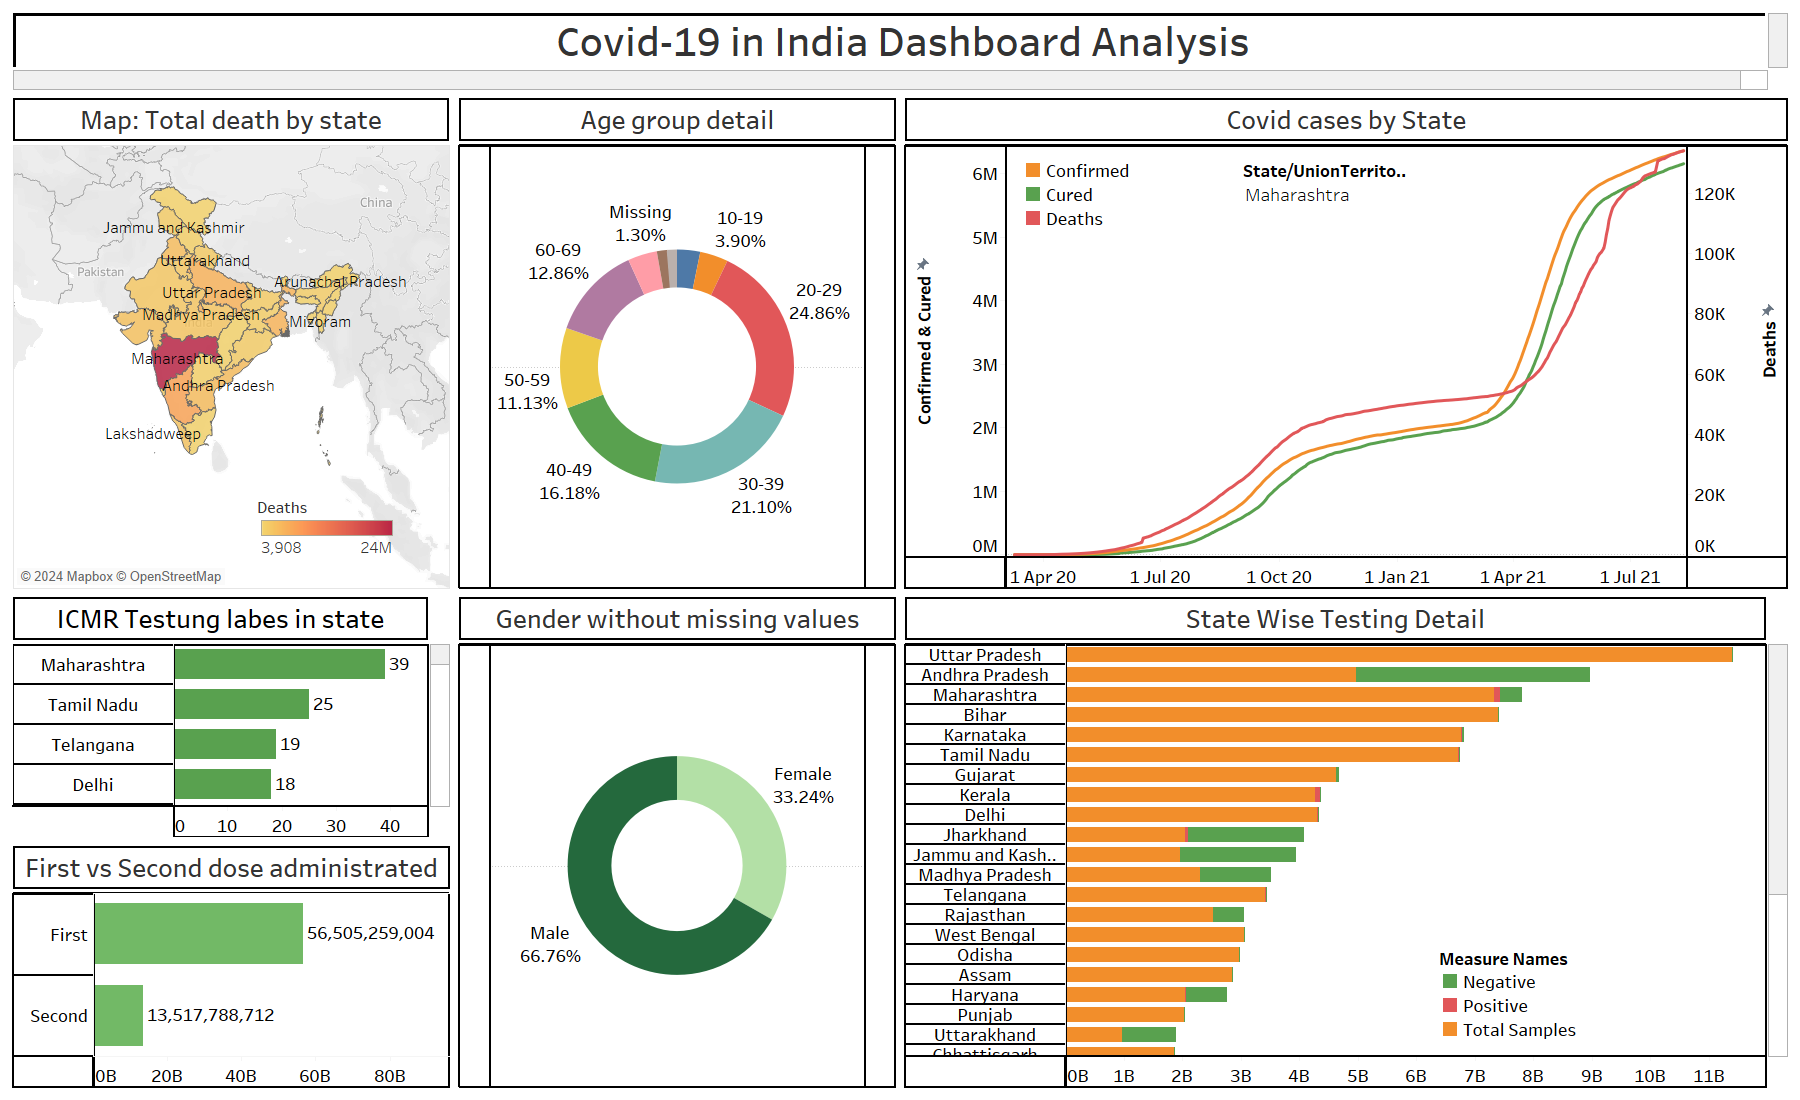 Covid-19 in India Dashboard Analysis
Map: Total death by state
China
Jammu and Kashmir
Pakistan
Uttarakhand
Arunachal Pradesh
Uttar Pradesh
Madhya Pradesh
Mizoram
Maharashtra
Andhra Pradesh
Lakshadweep
Deaths
3,908 24M
© 2024 Mapbox © OpenStreetMap
Age group detail
Missing
1.30%
10-19
3.90%
60-69
12.86%
20-29
24.86%
50-59
11.13%
40-49
16.18%
30-39
21.10%
Covid cases by State
Confirmed
Cured
Deaths
State/UnionTerrito..
Maharashtra
Confirmed & Cured
6M
5M
4M
3M
2M
1M
0M
Deaths
120K
100K
80K
60K
40K
20K
0K
1 Apr 20 1 Jul 20 1 Oct 20 1 Jan 21 1 Apr 21 1 Jul 21
ICMR Testung labes in state
Maharashtra 39
Tamil Nadu 25
Telangana 19
Delhi 18
0 10 20 30 40
First vs Second dose administrated
First 56,505,259,004
Second 13,517,788,712
0B 20B 40B 60B 80B
Gender without missing values
Female
33.24%
Male
66.76%
State Wise Testing Detail
Uttar Pradesh
Andhra Pradesh
Maharashtra
Bihar
Karnataka
Tamil Nadu
Gujarat
Kerala
Delhi
Jharkhand
Jammu and Kash..
Madhya Pradesh
Telangana
Rajasthan
West Bengal
Odisha
Assam
Haryana
Punjab
Uttarakhand
Chhattisgarh
Measure Names
Negative
Positive
Total Samples
0B 1B 2B 3B 4B 5B 6B 7B 8B 9B 10B 11B